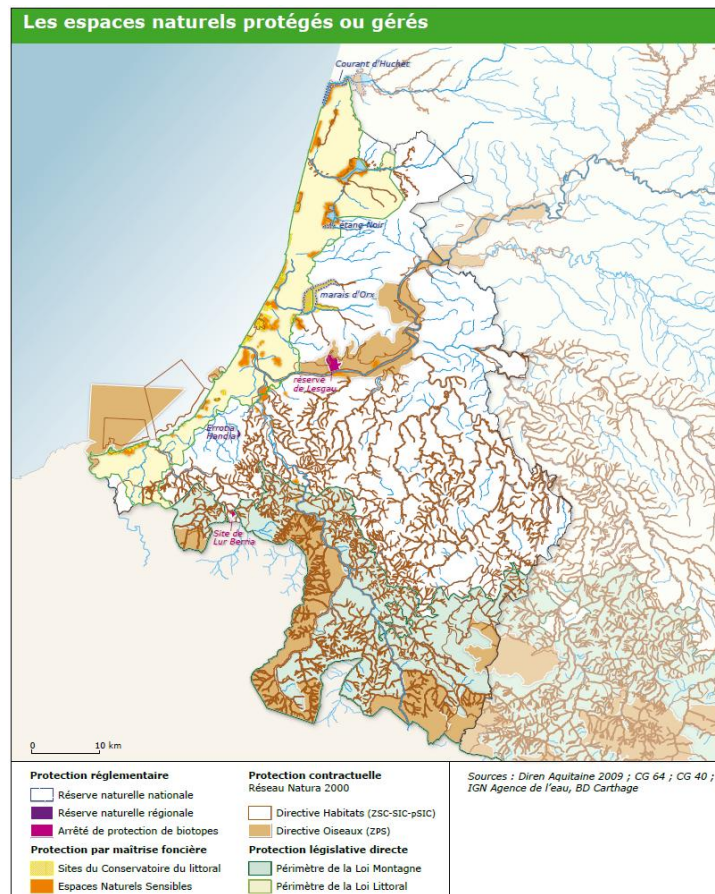 Les espaces naturels protégés ou gérés
Courant d'Huchet
étang Noir
marais d'Orx
réserve
de Lesgau
Errota
Handia
Site de
Lur Berria
0 10 km
Protection réglementaire
Réserve naturelle nationale
Réserve naturelle régionale
Arrêté de protection de biotopes
Protection par maîtrise foncière
Sites du Conservatoire du littoral
Espaces Naturels Sensibles
Protection contractuelle
Réseau Natura 2000
Directive Habitats (ZSC-SIC-pSIC)
Directive Oiseaux (ZPS)
Protection législative directe
Périmètre de la Loi Montagne
Périmètre de la Loi Littoral
Sources : Diren Aquitaine 2009 ; CG 64 ; CG 40 ;
IGN Agence de l'eau, BD Carthage